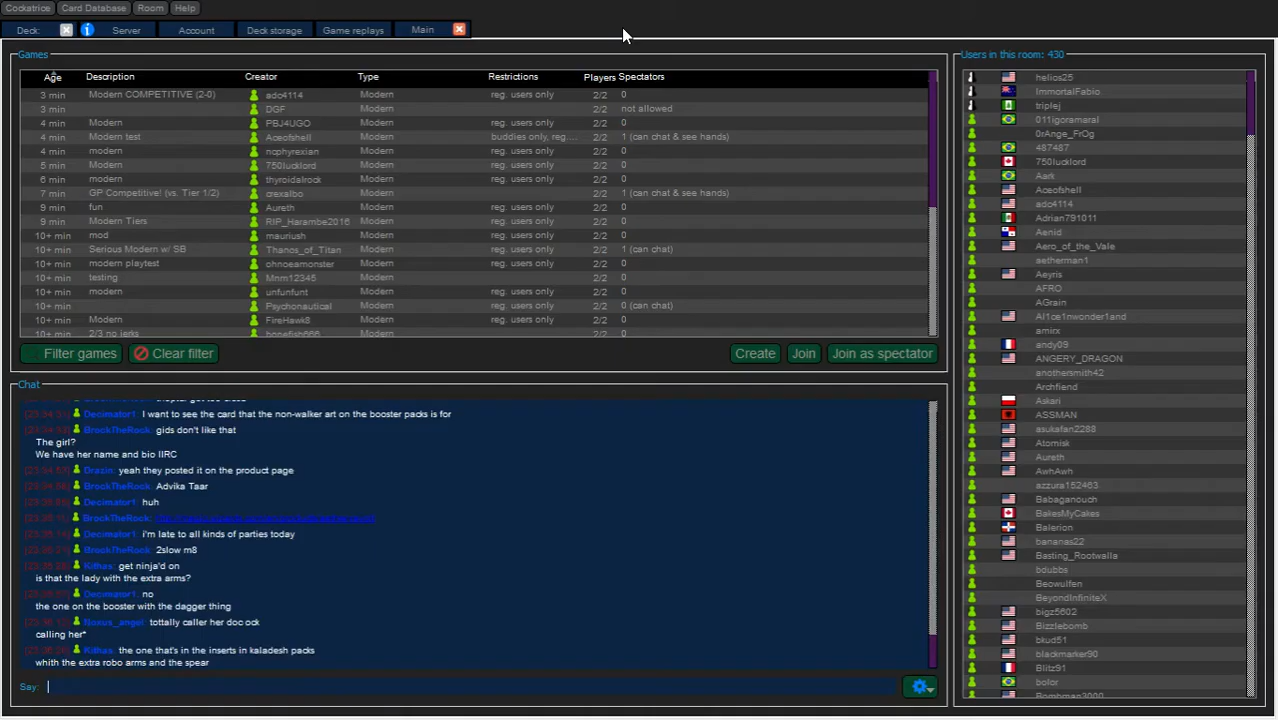 Cockatrice Card Database Room Help
Deck: Server Account Deck storage Game replays Main
Games
Age Description Creator Type Restrictions Players Spectators
3 min Modern COMPETITIVE (2-0) ado4114 Modern reg. users only 2/2 0
3 min DGF Modern 2/2 not allowed
4 min Modern PBJ4UGO Modern reg. users only 2/2 0
4 min Modern test Aceofshell Modern buddies only, reg.... 2/2 1 (can chat & see hands)
4 min modern nophyrexian Modern reg. users only 2/2 0
5 min modern 750lucklord Modern reg. users only 2/2 0
6 min modern thyroidalrock Modern reg. users only 2/2 0
7 min GP Competitive! (vs. Tier 1/2) crexalbo Modern 2/2 1 (can chat & see hands)
9 min fun Aureth Modern reg. users only 2/2 0
9 min Modern Tiers RIP_Harambe2016 Modern reg. users only 2/2 0
10+ min mod mauriush Modern reg. users only 2/2 0
10+ min Serious Modern w/ SB Thanos_of_Titan Modern 2/2 1 (can chat)
10+ min modern playtest ohnoeamonster Modern reg. users only 2/2 0
10+ min testing Mnm12345 Modern 2/2 0
10+ min modern unfunfunt Modern reg. users only 2/2 0
10+ min Psychonautical Modern 2/2 0 (can chat)
10+ min Modern FireHawk8 Modern reg. users only 2/2 0
10+ min 2/3 no jerks Modern 2/2 0
Filter games Clear filter Create Join Join as spectator
Chat
Decimator1: I want to see the card that the non-walker art on the booster packs is for
BrockTheRock: gids don't like that
The girl?
We have her name and bio IIRC
Drazin: yeah they posted it on the product page
BrockTheRock: Advika Taar
Decimator1: huh
BrockTheRock:
Decimator1: i'm late to all kinds of parties today
BrockTheRock: 2slow m8
Kithas: get ninja'd on
is that the lady with the extra arms?
Decimator1: no
the one on the booster with the dagger thing
Noxus_angel: tottally caller her doc ock
calling her*
Kithas: the one that's in the inserts in kaladesh packs
whith the extra robo arms and the spear
Say:
Users in this room: 430
helios25
ImmortalFabio
triplej
011igoramaral
0rAnge_FrOg
487487
750lucklord
Aark
Aceofshell
ado4114
Adrian791011
Aenid
Aero_of_the_Vale
aetherman1
Aeyris
AFRO
AGrain
Al1ce1nwonder1and
amirx
andy09
ANGERY_DRAGON
anothersmith42
Archfiend
Askari
ASSMAN
asukafan2288
Atomisk
Aureth
AwhAwh
azzura152463
Babaganouch
BakesMyCakes
Balerion
bananas22
Basting_Rootwalla
bdubbs
Beowulfen
BeyondInfiniteX
bigz5602
Bizzlebomb
bkud51
blackmarker90
Blitz91
bolor
Bombman3000